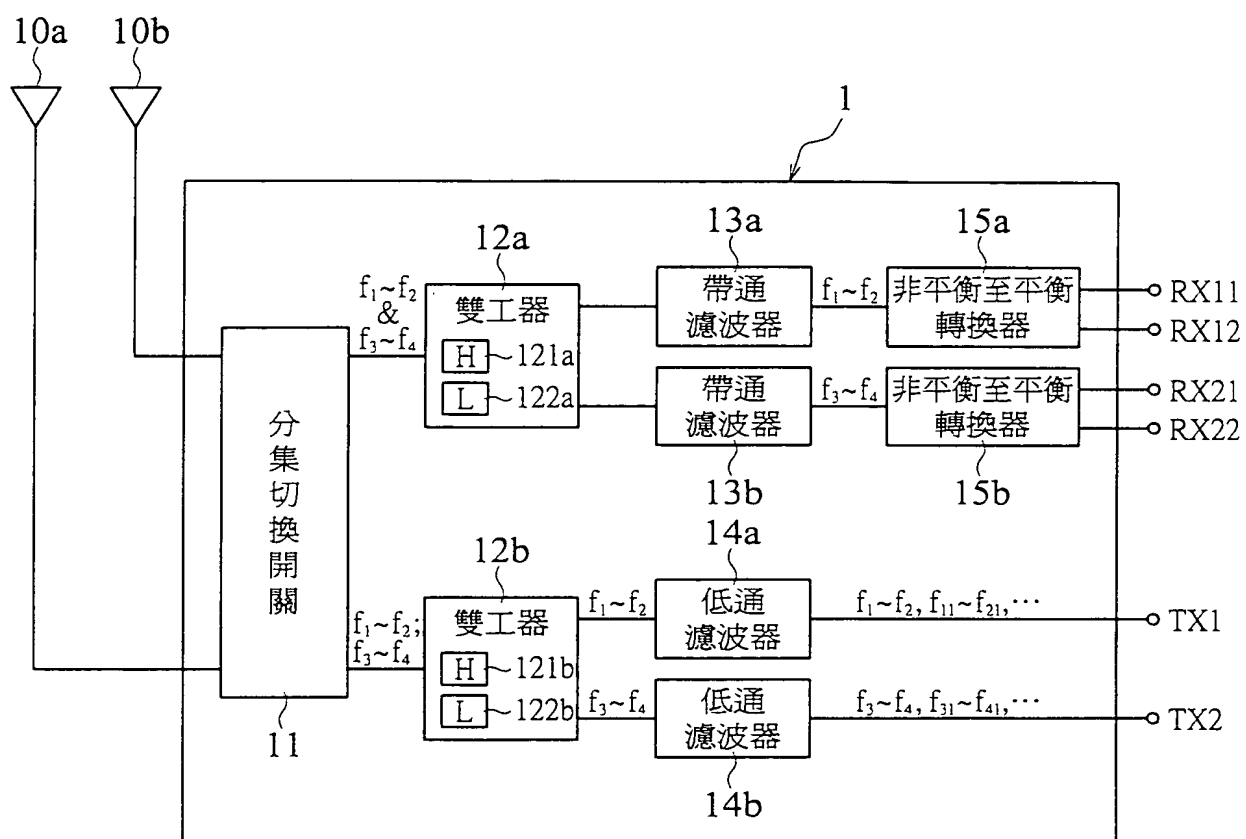 10a
10b
1
12a
13a
15a
f₁~f₂
&
f₃~f₄
雙工器
H
121a
L
122a
帶通
濾波器
f₁~f₂
非平衡至平衡
轉換器
RX11
RX12
帶通
濾波器
f₃~f₄
非平衡至平衡
轉換器
RX21
RX22
13b
15b
分集切換開關
11
12b
14a
f₁~f₂;
f₃~f₄
雙工器
H
121b
L
122b
f₁~f₂
低通
濾波器
f₁~f₂, f₁₁~f₂₁,⋯
TX1
f₃~f₄
低通
濾波器
f₃~f₄, f₃₁~f₄₁,⋯
TX2
14b